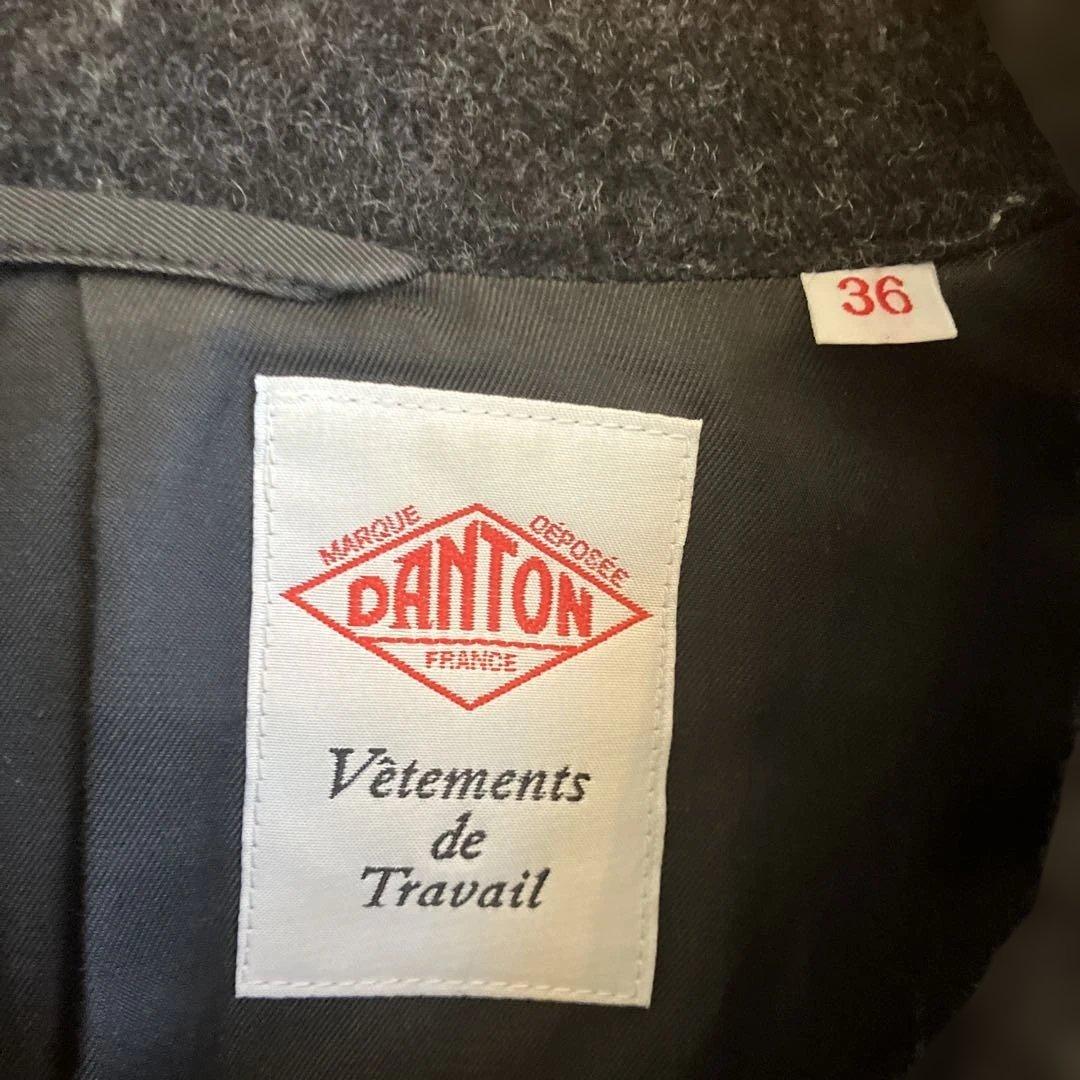 36
MARQUE DÉPOSÉE
DANTON
FRANCE
Vêtements
de
Travail